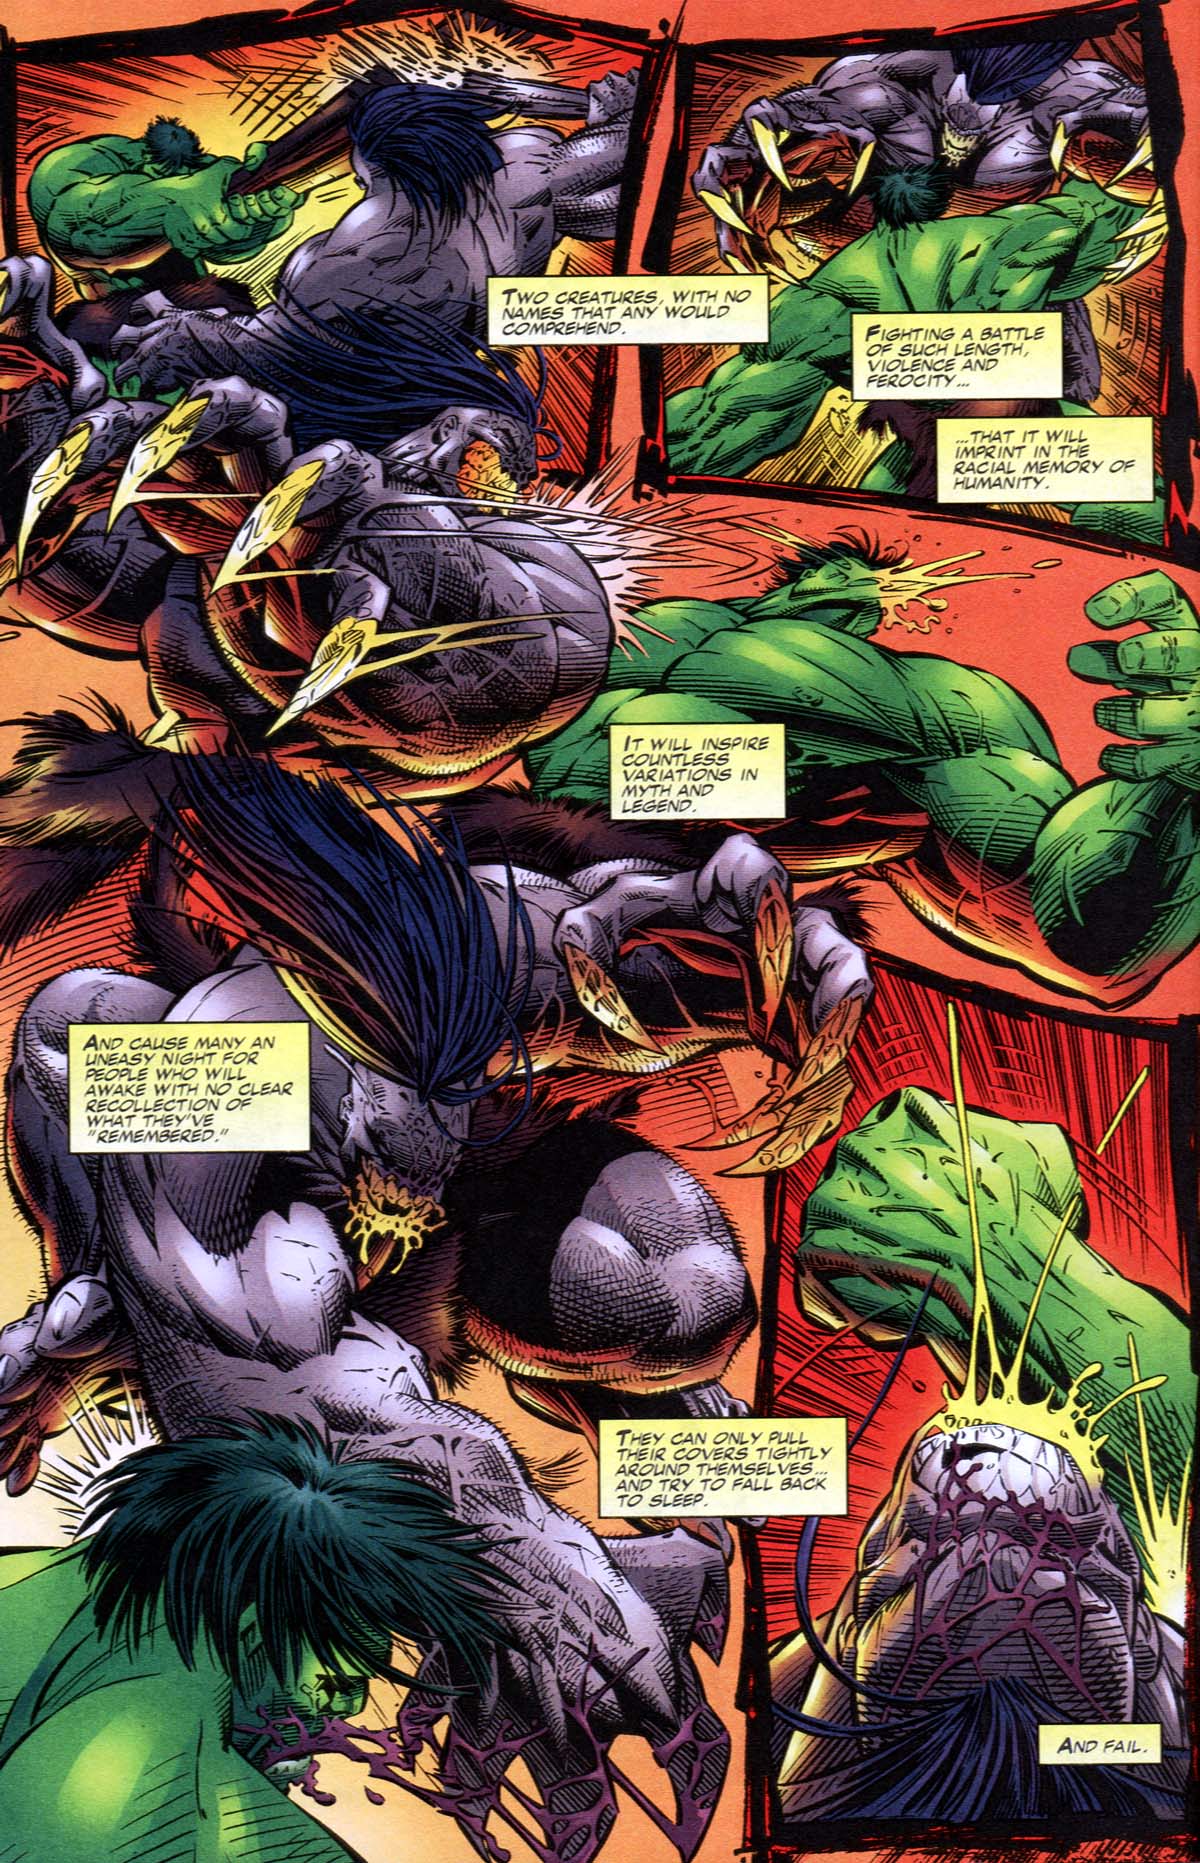 TWO CREATURES, WITH NO
NAMES THAT ANY WOULD
COMPREHEND.
FIGHTING A BATTLE
OF SUCH LENGTH,
VIOLENCE AND
FEROCITY...
...THAT IT WILL
IMPRINT IN THE
RACIAL MEMORY OF
HUMANITY.
IT WILL INSPIRE
COUNTLESS
VARIATIONS IN
MYTH AND
LEGEND.
AND CAUSE MANY AN
UNEASY NIGHT FOR
PEOPLE WHO WILL
AWAKE WITH NO CLEAR
RECOLLECTION OF
WHAT THEY'VE
"REMEMBERED."
THEY CAN ONLY PULL
THEIR COVERS TIGHTLY
AROUND THEMSELVES...
AND TRY TO FALL BACK
TO SLEEP.
AND FAIL.